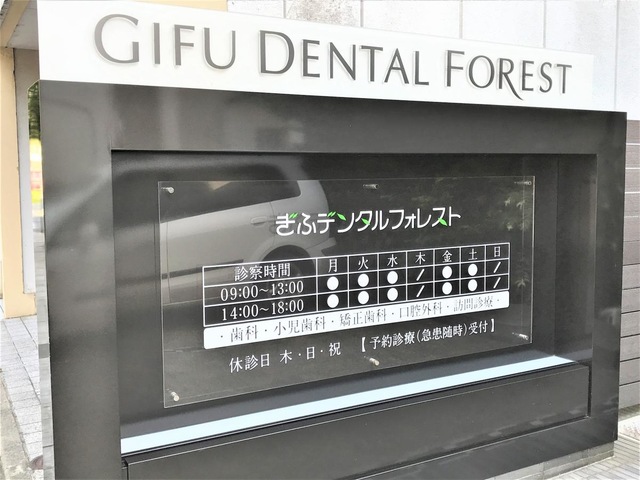 GIFU DENTAL FOREST
ぎふデンタルフォレスト
診察時間 月 火 水 木 金 土 日
09:00~13:00 ● ● ● / ● ● /
14:00~18:00 ● ● ● / ● ● /
・歯科・小児歯科・矯正歯科・口腔外科・訪問診療・
休診日 木・日・祝 【予約診療(急患随時)受付】